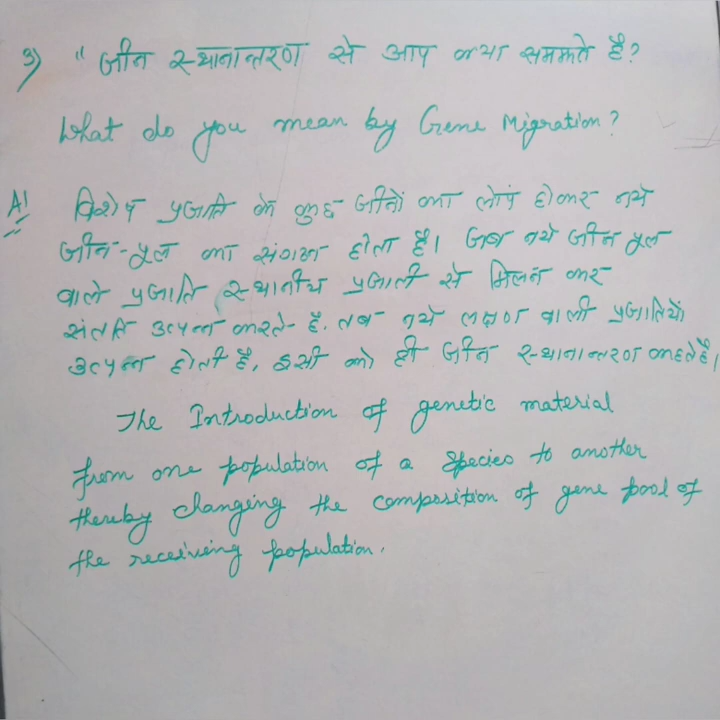 3) " जीन स्थानान्तरण से आप क्या समझते है?
What do you mean by Gene Migration?
A) विशेष प्रजाति के कुछ जीनों का लोप होकर नये
जीन-पूल का संगठन होता है। जब नये जीन पूल
वाले प्रजाति स्थानीय प्रजाती से मिलन कर
संतति उत्पन्न करते है. तब नये लक्षण वाली प्रजातियों
उत्पन्न होती है, इसी को ही जीन स्थानान्तरण कहते है।
The Introduction of genetic material
from one population of a species to another
thereby changing the composition of gene pool of
the receiving population.